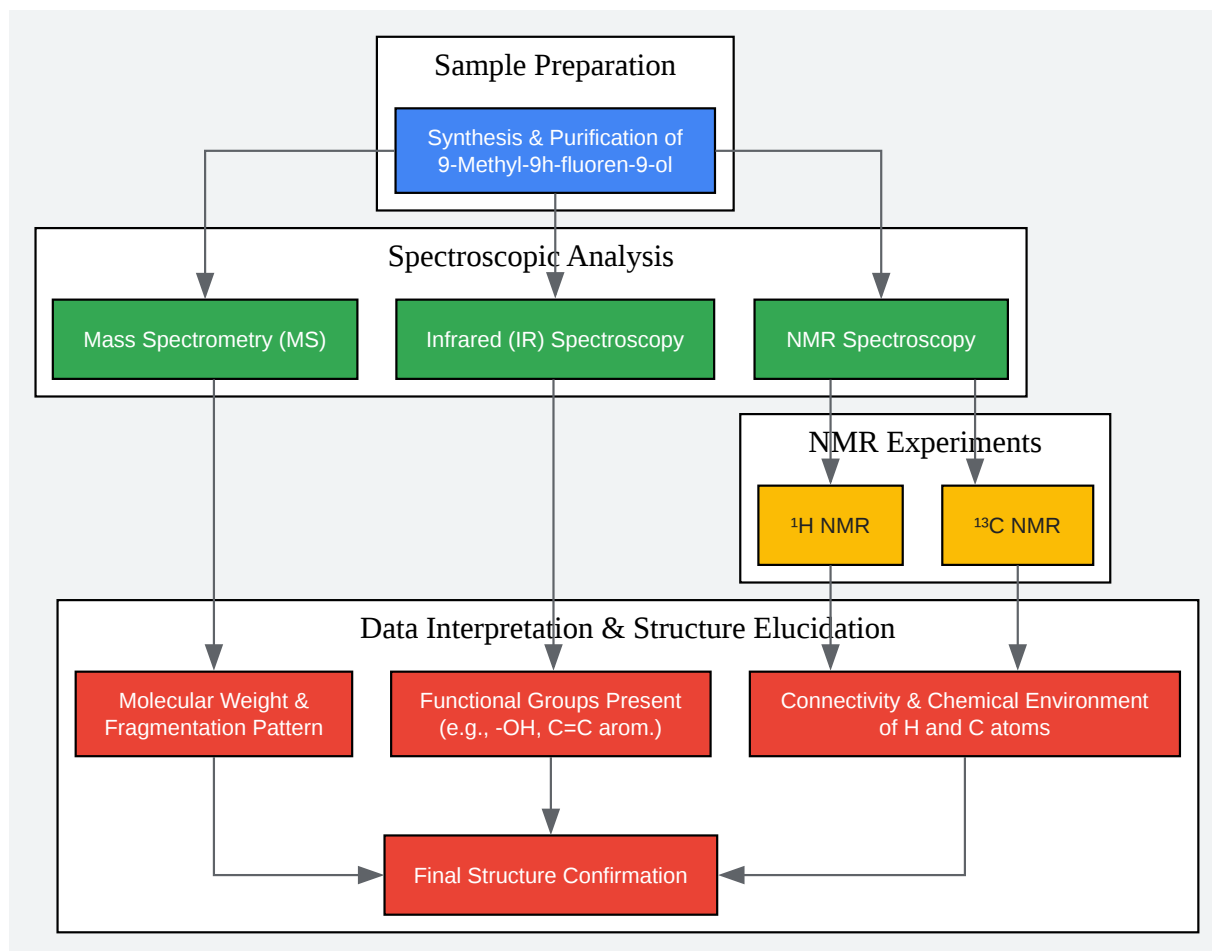 Sample Preparation
Synthesis & Purification of
9-Methyl-9h-fluoren-9-ol
Spectroscopic Analysis
Mass Spectrometry (MS)
Infrared (IR) Spectroscopy
NMR Spectroscopy
NMR Experiments
¹H NMR
¹³C NMR
Data Interpretation & Structure Elucidation
Molecular Weight &
Fragmentation Pattern
Functional Groups Present
(e.g., -OH, C=C arom.)
Connectivity & Chemical Environment
of H and C atoms
Final Structure Confirmation